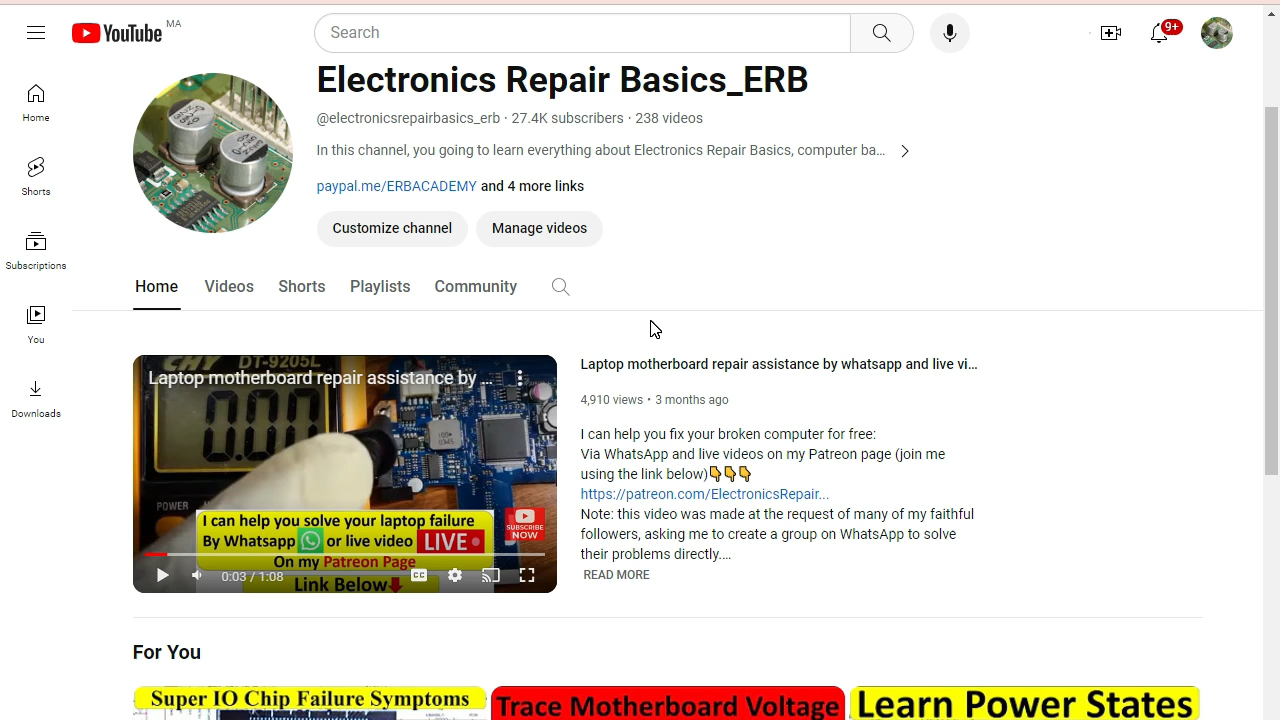 YouTube MA
Search
9+
Home
Shorts
Subscriptions
You
Downloads
Electronics Repair Basics_ERB
@electronicsrepairbasics_erb · 27.4K subscribers · 238 videos
In this channel, you going to learn everything about Electronics Repair Basics, computer ba...
paypal.me/ERBACADEMY and 4 more links
Customize channel
Manage videos
Home Videos Shorts Playlists Community
DT-9205L
Laptop motherboard repair assistance by ...
POWER
I can help you solve your laptop failure
By Whatsapp or live video LIVE
On my Patreon Page
Link Below
SUBSCRIBE
NOW
0:03 / 1:08
CC
Laptop motherboard repair assistance by whatsapp and live vi...
4,910 views • 3 months ago
I can help you fix your broken computer for free:
Via WhatsApp and live videos on my Patreon page (join me
using the link below)👇👇👇
https://patreon.com/ElectronicsRepair...
Note: this video was made at the request of many of my faithful
followers, asking me to create a group on WhatsApp to solve
their problems directly....
READ MORE
For You
Super IO Chip Failure Symptoms
Trace Motherboard Voltage
Learn Power States